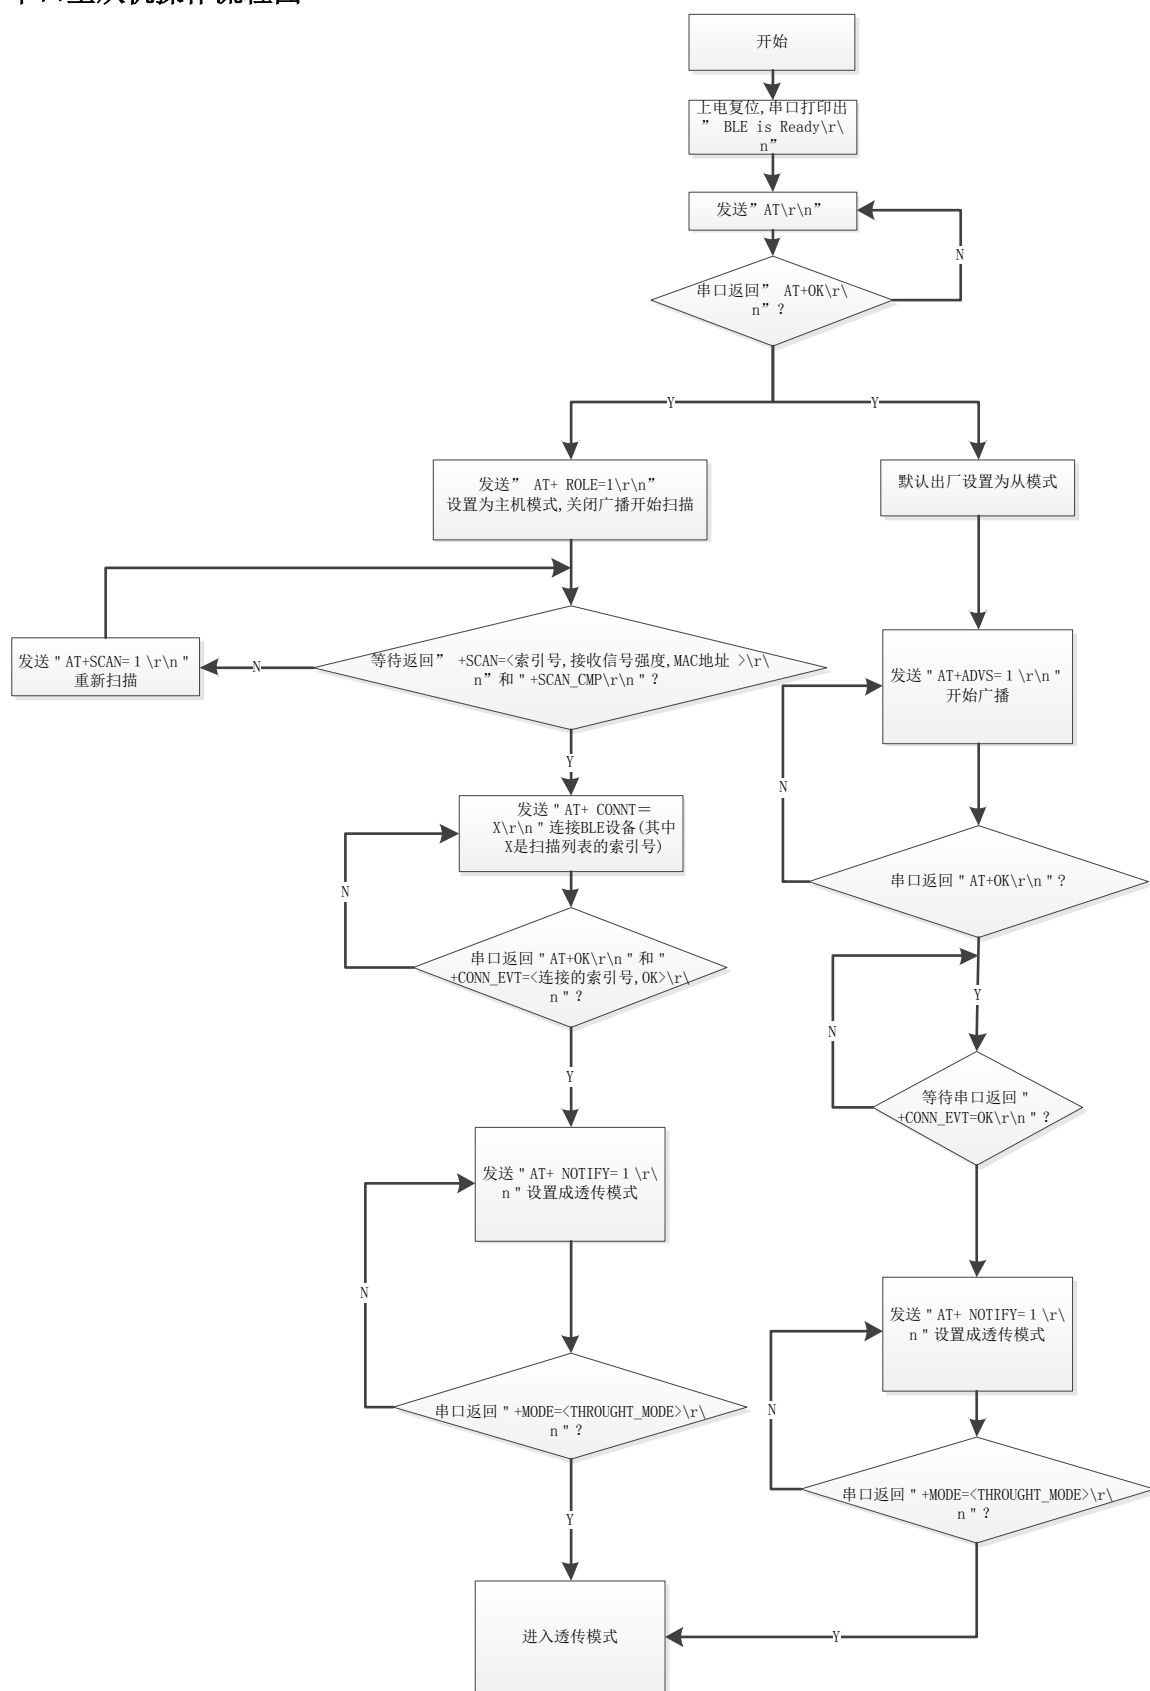 主从机操作流程图
开始
上电复位,串口打印出
” BLE is Ready\r\
n”
发送”AT\r\n”
N
串口返回” AT+OK\r\
n”?
Y
Y
发送” AT+ ROLE=1\r\n”
设置为主机模式,关闭广播开始扫描
默认出厂设置为从模式
发送"AT+SCAN=1\r\n"
重新扫描
N
等待返回” +SCAN=<索引号,接收信号强度,MAC地址 >\r\
n”和"+SCAN_CMP\r\n"?
发送"AT+ADVS=1\r\n"
开始广播
Y
N
发送"AT+ CONNT=
X\r\n"连接BLE设备(其中
X是扫描列表的索引号)
N
串口返回"AT+OK\r\n"?
串口返回"AT+OK\r\n"和"
+CONN_EVT=<连接的索引号,OK>\r\
n"?
Y
N
Y
等待串口返回"
+CONN_EVT=OK\r\n"?
发送"AT+ NOTIFY=1\r\
n"设置成透传模式
N
发送"AT+ NOTIFY=1\r\
n"设置成透传模式
N
串口返回"+MODE=<THROUGHT_MODE>\r\
n"?
串口返回"+MODE=<THROUGHT_MODE>\r\
n"?
Y
进入透传模式
Y